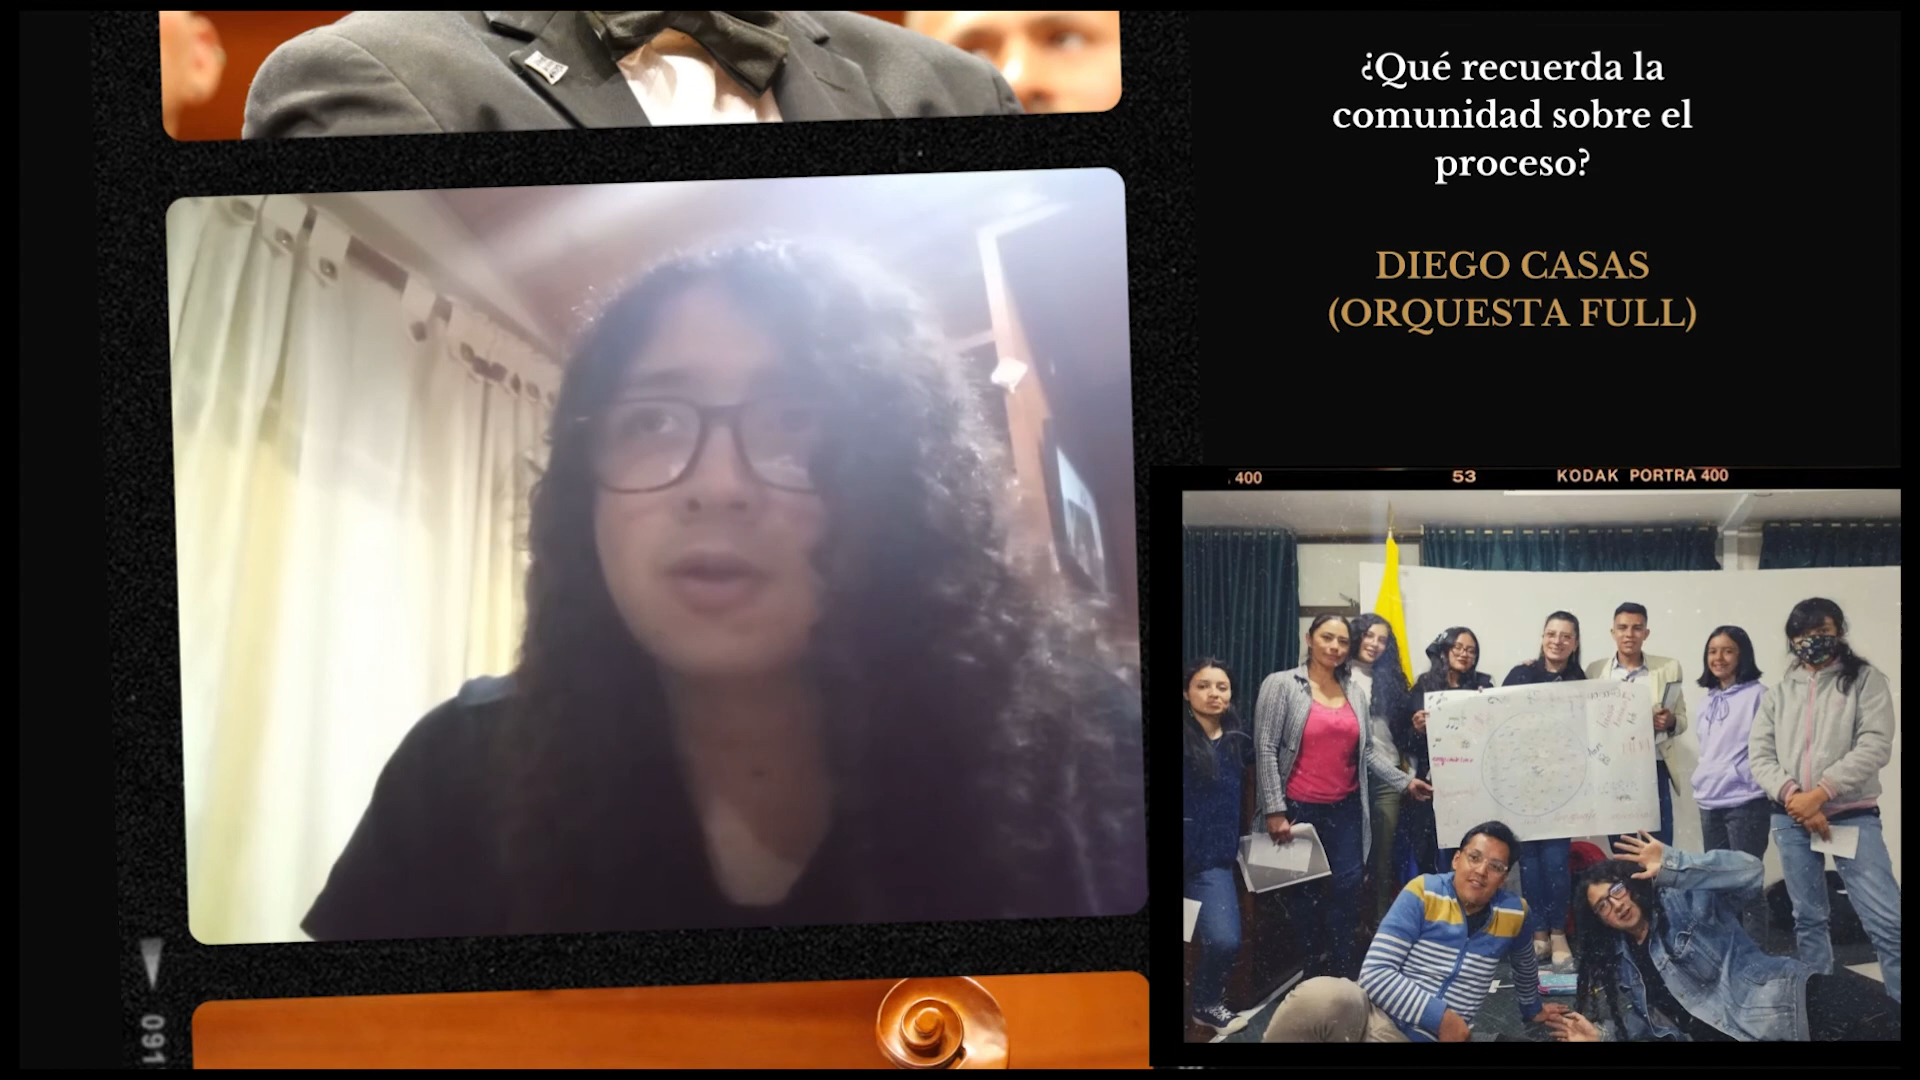 ¿Qué recuerda la
comunidad sobre el
proceso?
DIEGO CASAS
(ORQUESTA FULL)
400
53
KODAK PORTRA 400
091